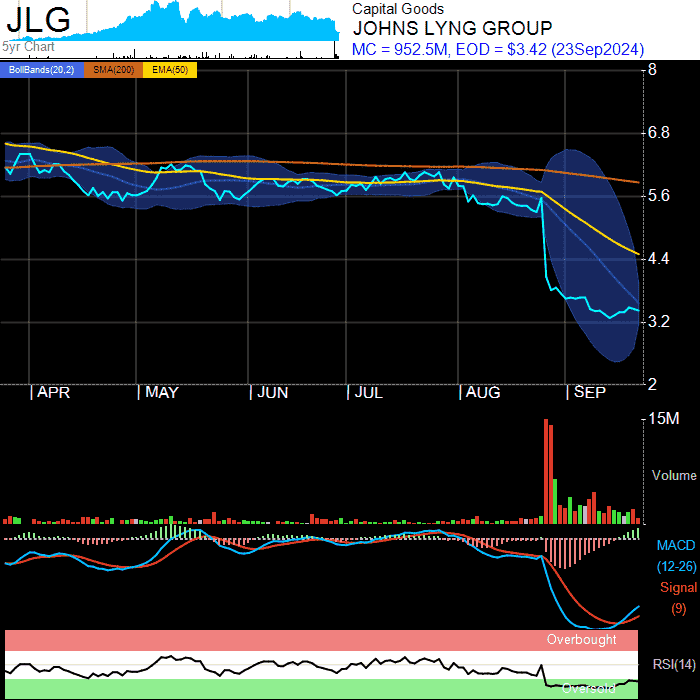 JLG
5yr Chart
Capital Goods
JOHNS LYNG GROUP
MC = 952.5M, EOD = $3.42 (23Sep2024)
BollBands(20,2) SMA(200) EMA(50)
8
6.8
5.6
4.4
3.2
2
APR MAY JUN JUL AUG SEP
15M
Volume
MACD
(12-26)
Signal
(9)
Overbought
RSI(14)
Oversold